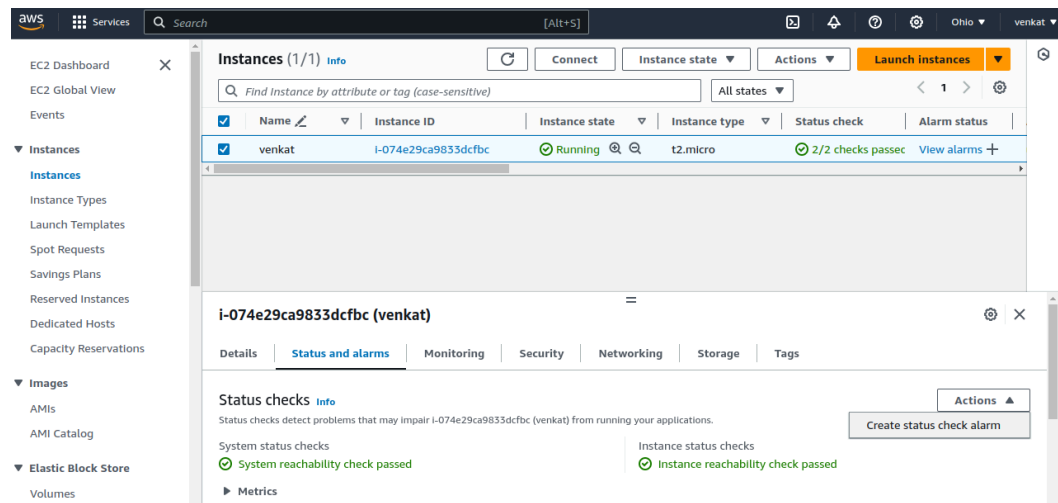 aws Services Search [Alt+S] Ohio ▼ venkat ▼
EC2 Dashboard
EC2 Global View
Events
▼ Instances
Instances
Instance Types
Launch Templates
Spot Requests
Savings Plans
Reserved Instances
Dedicated Hosts
Capacity Reservations
▼ Images
AMIs
AMI Catalog
▼ Elastic Block Store
Volumes
Instances (1/1) Info Connect Instance state ▼ Actions ▼ Launch instances ▼
Find Instance by attribute or tag (case-sensitive) All states ▼ < 1 >
Name Instance ID Instance state Instance type Status check Alarm status
venkat i-074e29ca9833dcfbc Running t2.micro 2/2 checks passed View alarms +
i-074e29ca9833dcfbc (venkat)
Details Status and alarms Monitoring Security Networking Storage Tags
Status checks Info Actions ▲
Status checks detect problems that may impair i-074e29ca9833dcfbc (venkat) from running your applications.
Create status check alarm
System status checks Instance status checks
System reachability check passed Instance reachability check passed
▶ Metrics